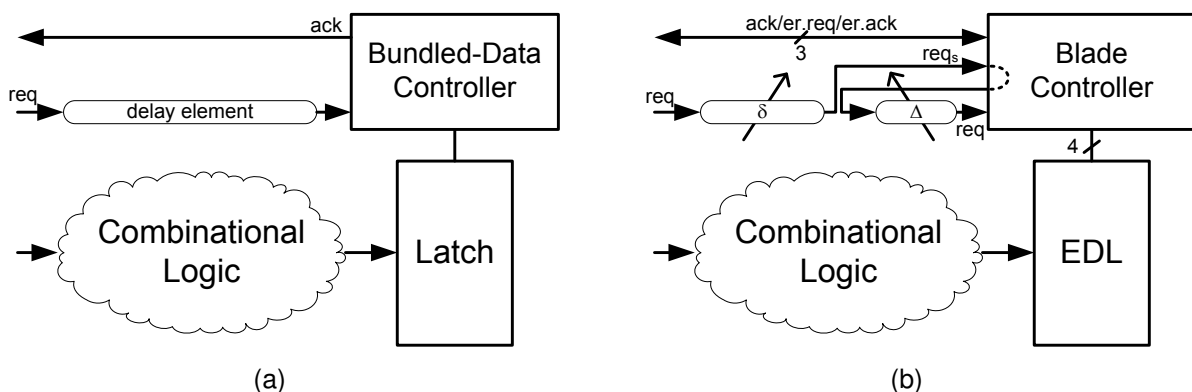 ack
Bundled-Data
Controller
req
delay element
Combinational
Logic
Latch
(a)
ack/er.req/er.ack
3
req_s
Blade
Controller
req
δ
Δ
req
4
Combinational
Logic
EDL
(b)